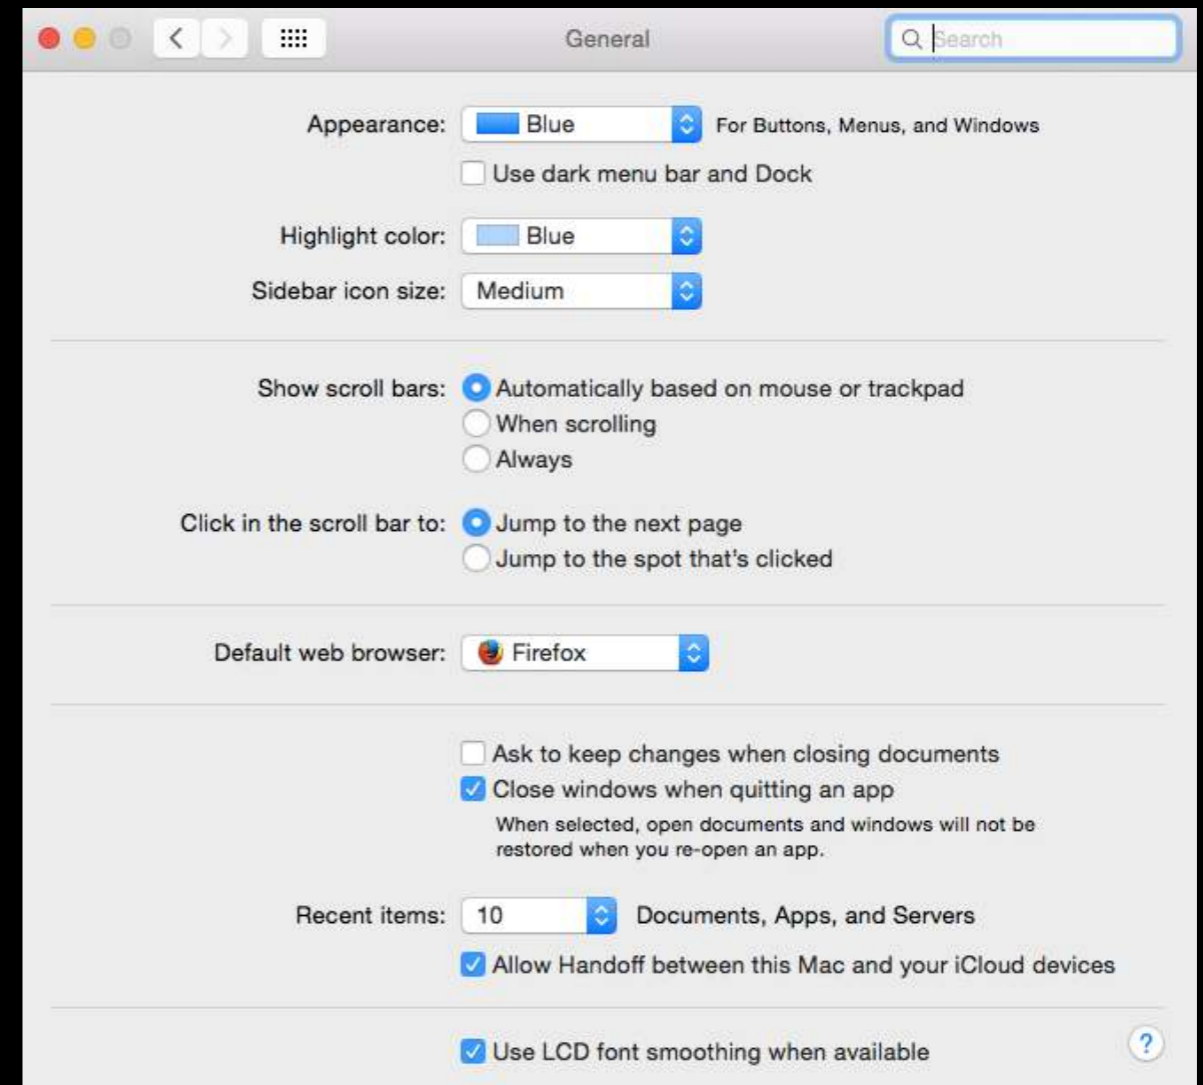 General
Search
Appearance: Blue For Buttons, Menus, and Windows
Use dark menu bar and Dock
Highlight color: Blue
Sidebar icon size: Medium
Show scroll bars: Automatically based on mouse or trackpad
When scrolling
Always
Click in the scroll bar to: Jump to the next page
Jump to the spot that's clicked
Default web browser: Firefox
Ask to keep changes when closing documents
Close windows when quitting an app
When selected, open documents and windows will not be
restored when you re-open an app.
Recent items: 10 Documents, Apps, and Servers
Allow Handoff between this Mac and your iCloud devices
Use LCD font smoothing when available ?